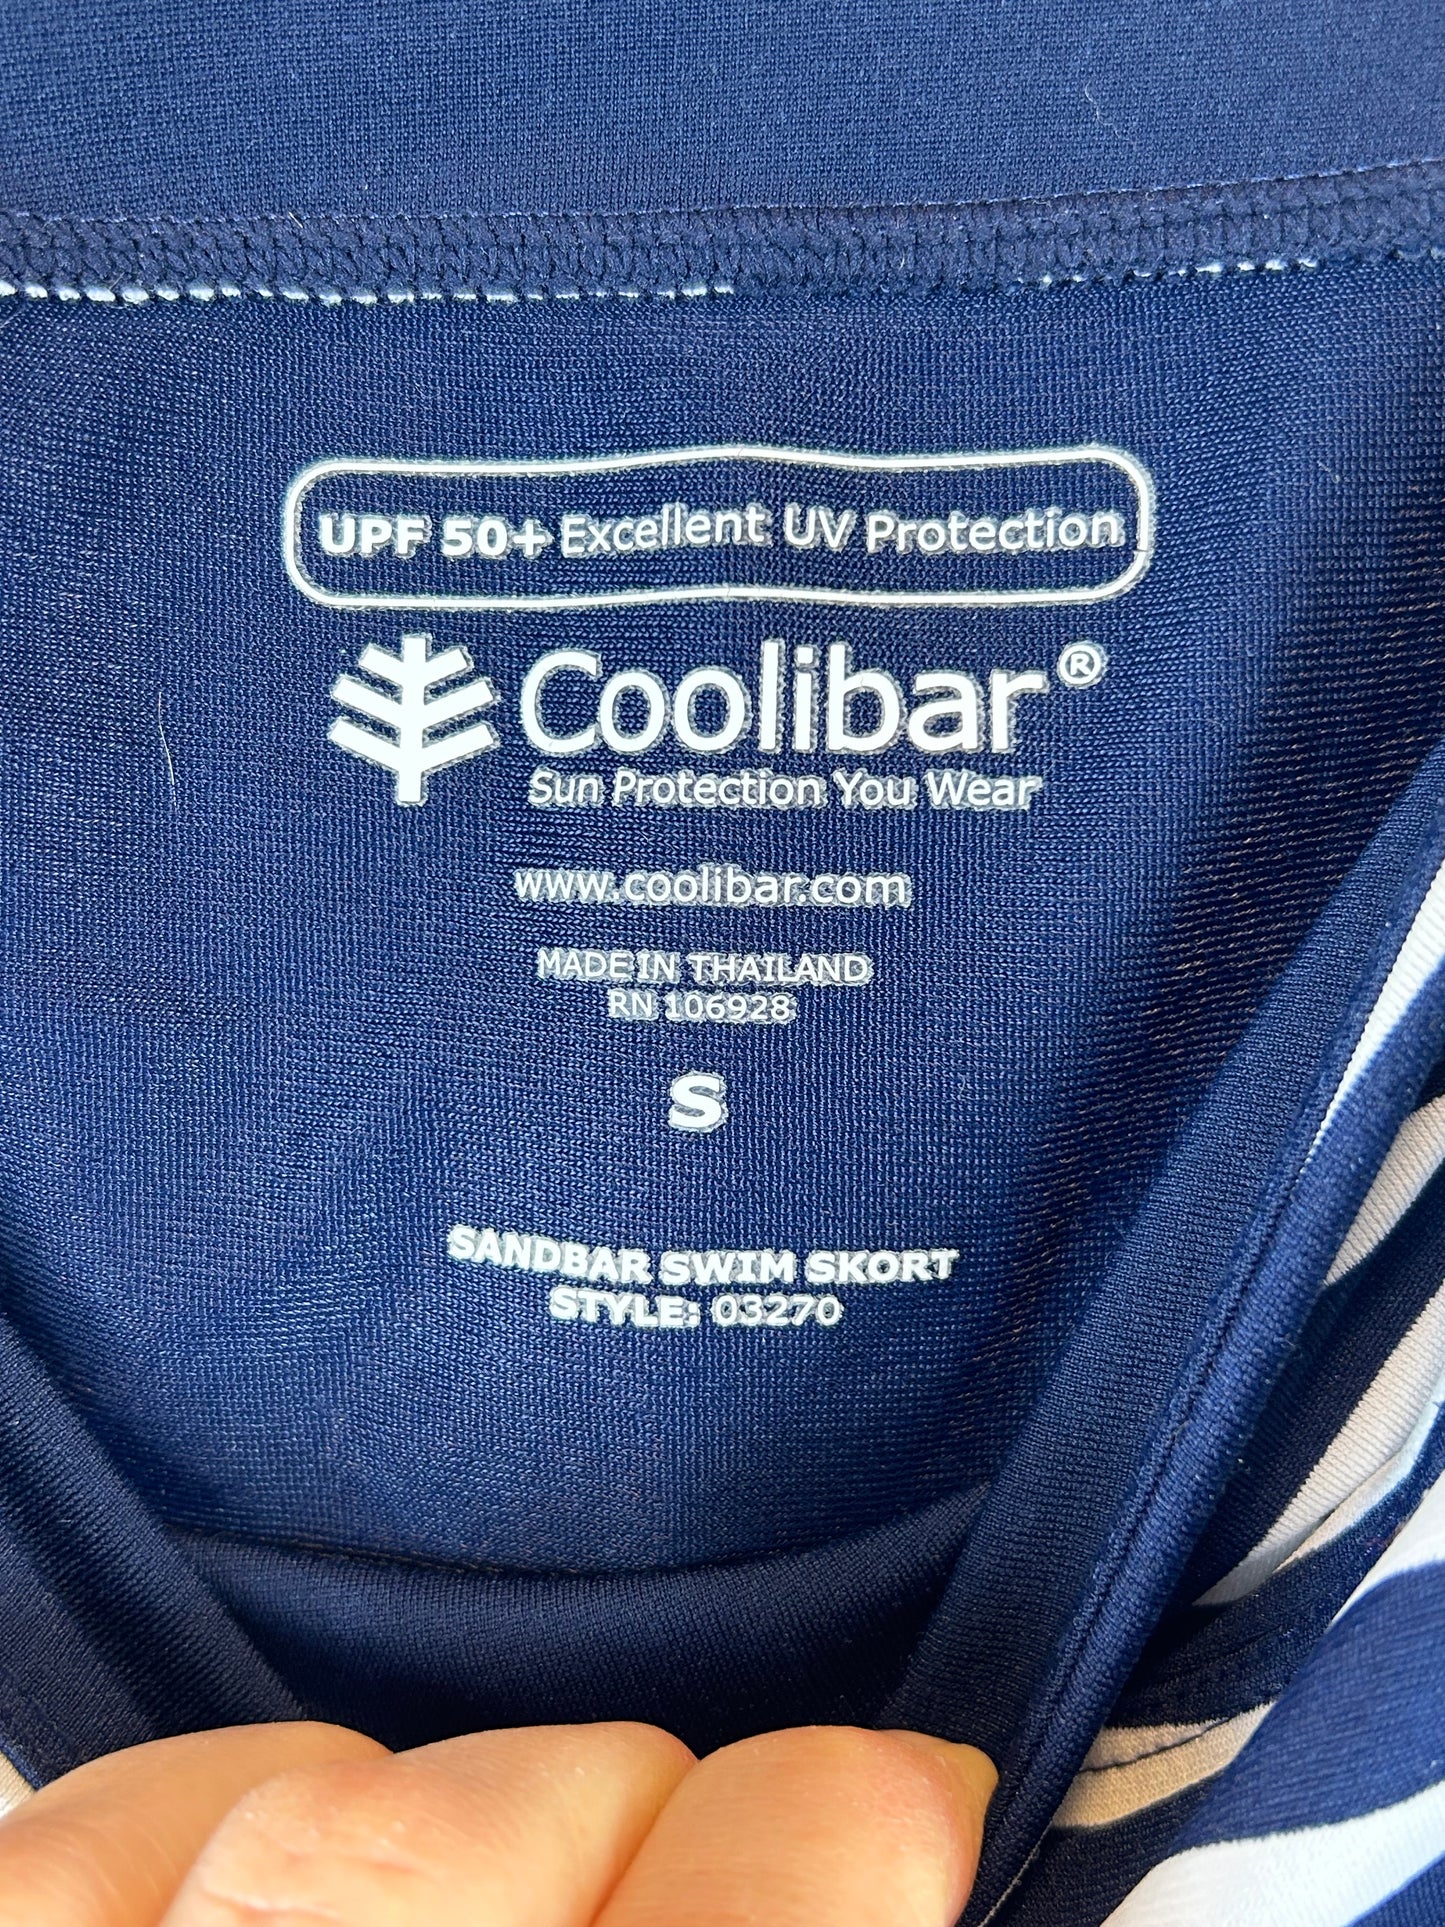 UPF 50+ Excellent UV Protection
Coolibar®
Sun Protection You Wear
www.coolibar.com
MADE IN THAILAND
RN 106928
S
SANDBAR SWIM SKORT
STYLE: 03270